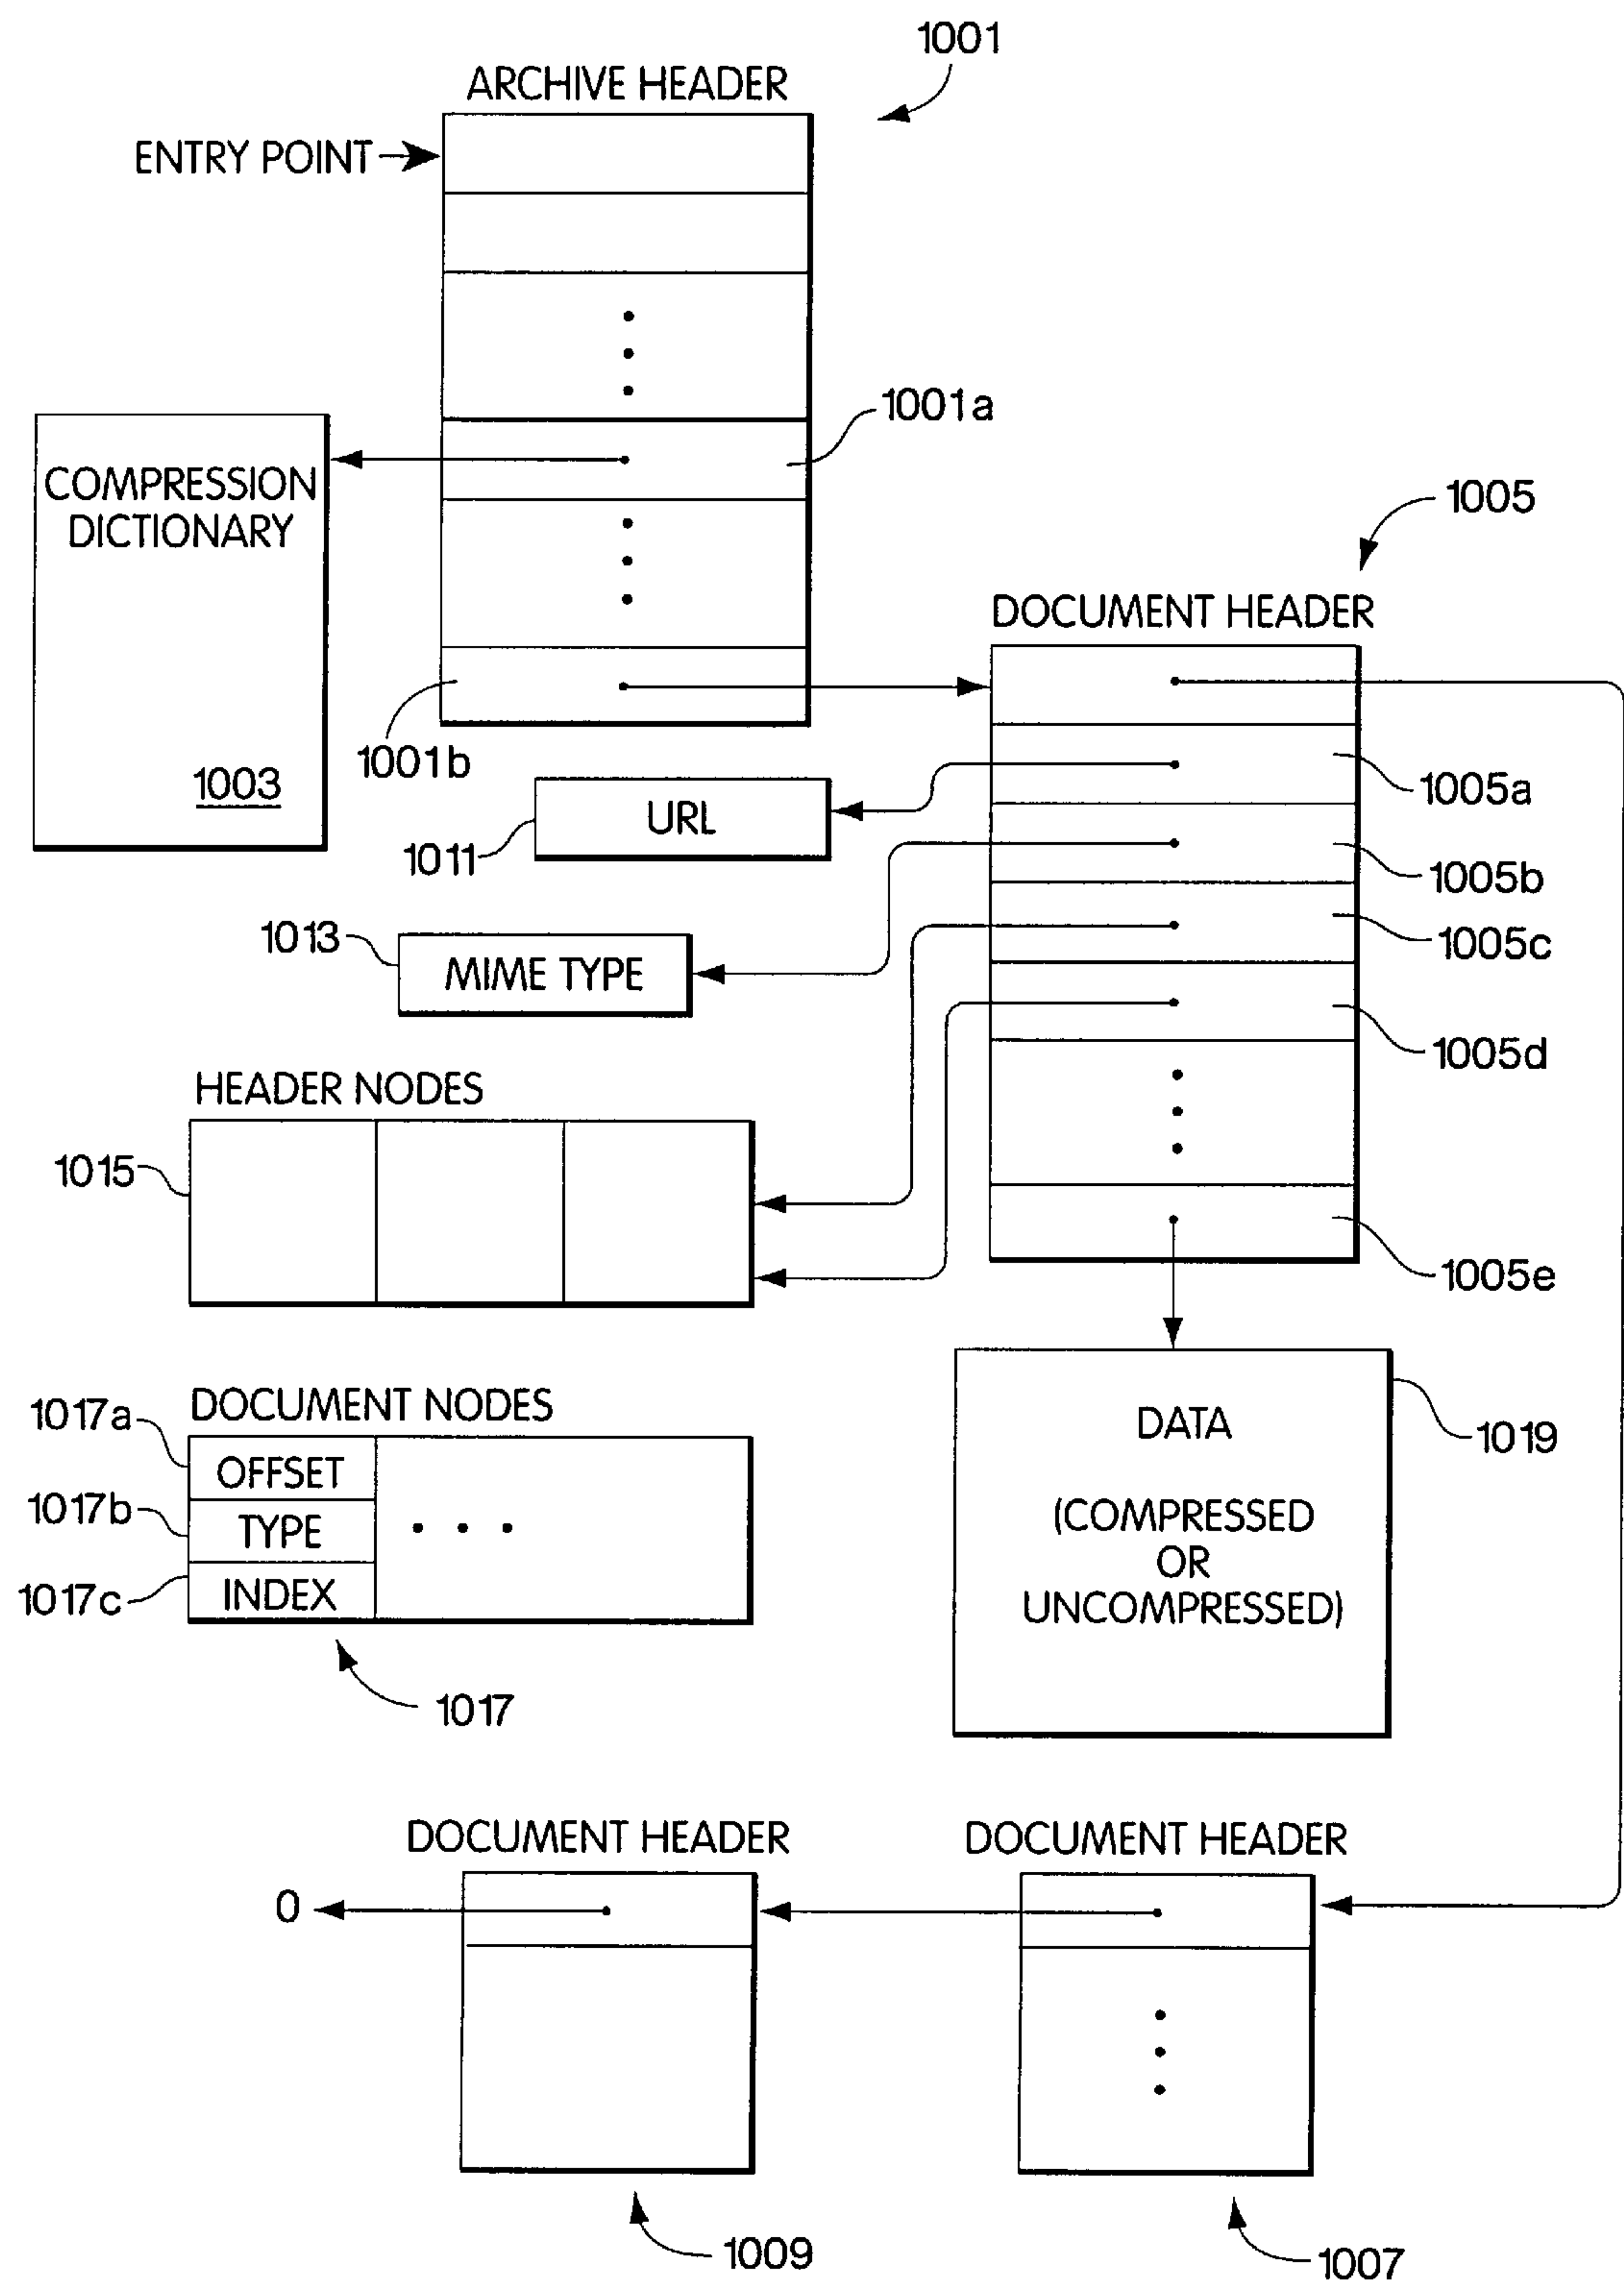 1001
ARCHIVE HEADER
ENTRY POINT
1001a
COMPRESSION
DICTIONARY
1005
DOCUMENT HEADER
1001b
1003
1005a
URL
1011
1005b
1013
MIME TYPE
1005c
1005d
HEADER NODES
1015
1005e
DOCUMENT NODES
1017a
OFFSET
1017b
TYPE
1017c
INDEX
1017
DATA
(COMPRESSED
OR
UNCOMPRESSED)
1019
DOCUMENT HEADER
DOCUMENT HEADER
0
1009
1007